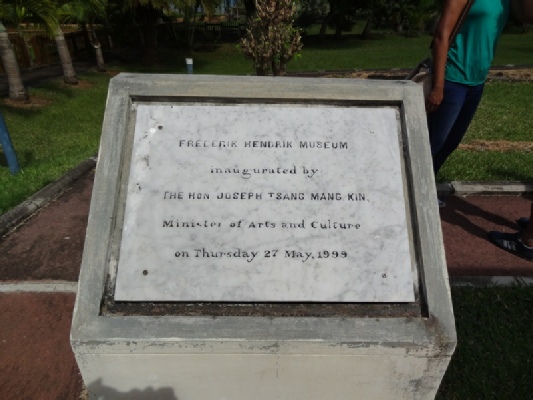 FREDERIK HENDRIK MUSEUM
inaugurated by
THE HON JOSEPH TSANG MANG KIN,
Minister of Arts and Culture
on Thursday 27 May, 1999